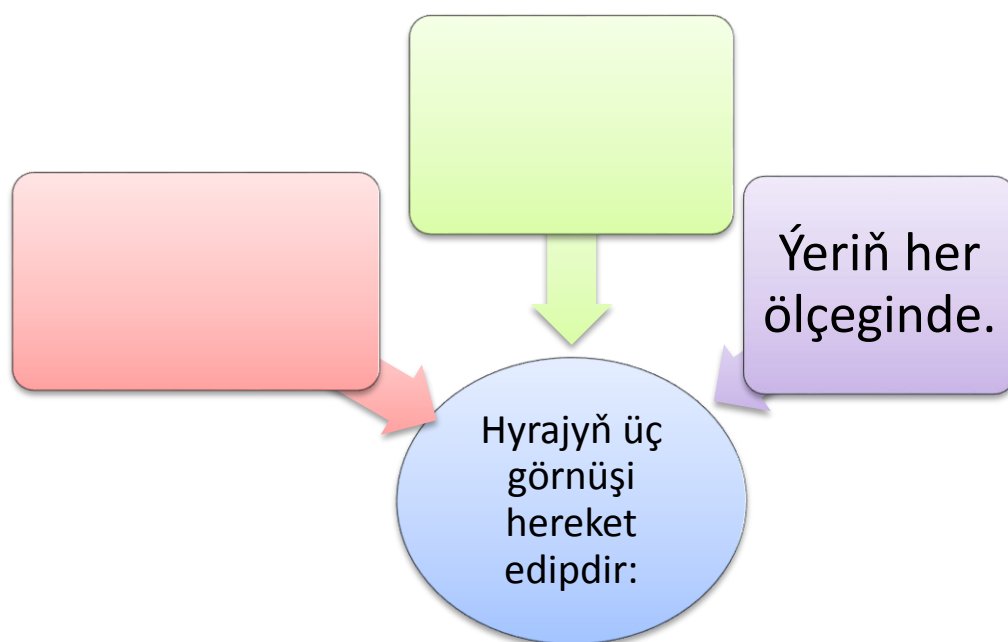 Ýeriň her
ölçeginde.
Hyrajyň üç
görnüşi
hereket
edipdir: